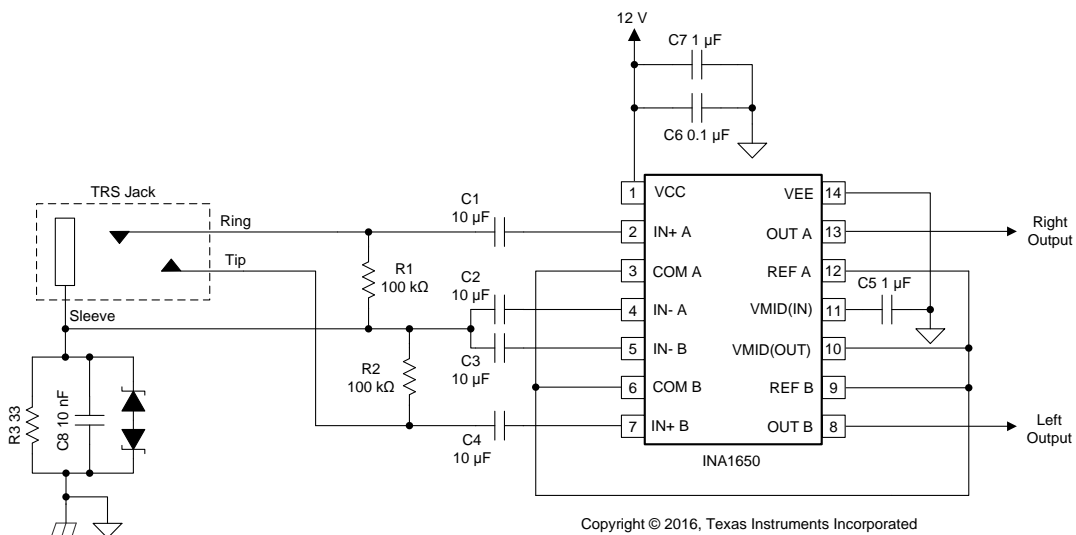 12 V
C7 1 µF
C6 0.1 µF
TRS Jack
Ring
Tip
Sleeve
C1
10 µF
R1
100 kΩ
C2
10 µF
C3
10 µF
R2
100 kΩ
C4
10 µF
R3 33
C8 10 nF
1 VCC VEE 14
2 IN+ A OUT A 13
3 COM A REF A 12
4 IN- A VMID(IN) 11
5 IN- B VMID(OUT) 10
6 COM B REF B 9
7 IN+ B OUT B 8
C5 1 µF
Right
Output
Left
Output
INA1650
Copyright © 2016, Texas Instruments Incorporated